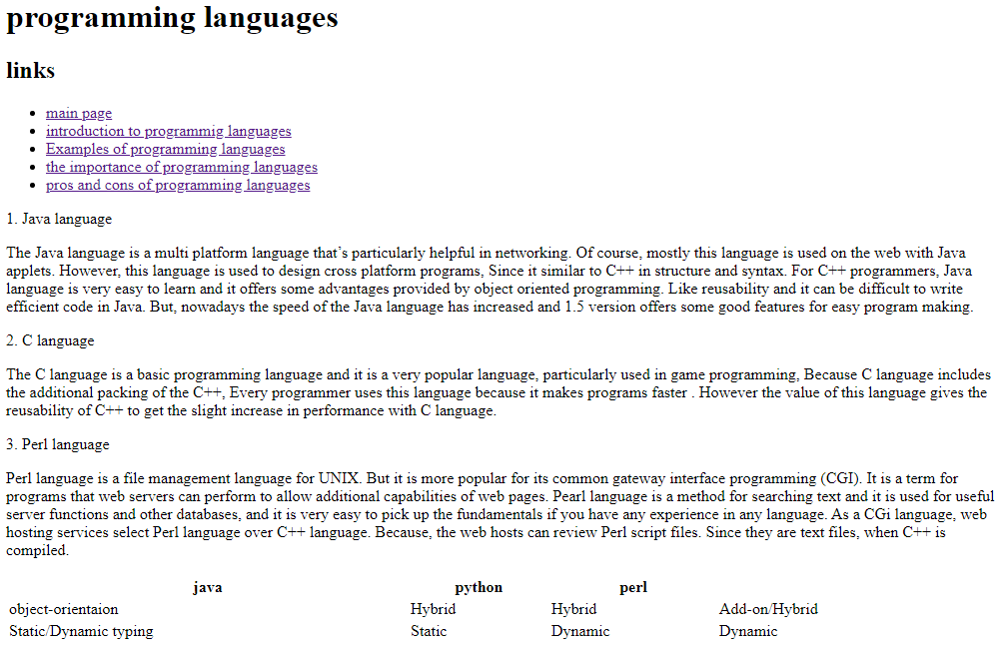 programming languages
links
main page
introduction to programmig languages
Examples of programming languages
the importance of programming languages
pros and cons of programming languages
1. Java language
The Java language is a multi platform language that’s particularly helpful in networking. Of course, mostly this language is used on the web with Java
applets. However, this language is used to design cross platform programs, Since it similar to C++ in structure and syntax. For C++ programmers, Java
language is very easy to learn and it offers some advantages provided by object oriented programming. Like reusability and it can be difficult to write
efficient code in Java. But, nowadays the speed of the Java language has increased and 1.5 version offers some good features for easy program making.
2. C language
The C language is a basic programming language and it is a very popular language, particularly used in game programming, Because C language includes
the additional packing of the C++, Every programmer uses this language because it makes programs faster . However the value of this language gives the
reusability of C++ to get the slight increase in performance with C language.
3. Perl language
Perl language is a file management language for UNIX. But it is more popular for its common gateway interface programming (CGI). It is a term for
programs that web servers can perform to allow additional capabilities of web pages. Pearl language is a method for searching text and it is used for useful
server functions and other databases, and it is very easy to pick up the fundamentals if you have any experience in any language. As a CGi language, web
hosting services select Perl language over C++ language. Because, the web hosts can review Perl script files. Since they are text files, when C++ is
compiled.
java python perl
object-orientaion Hybrid Hybrid Add-on/Hybrid
Static/Dynamic typing Static Dynamic Dynamic